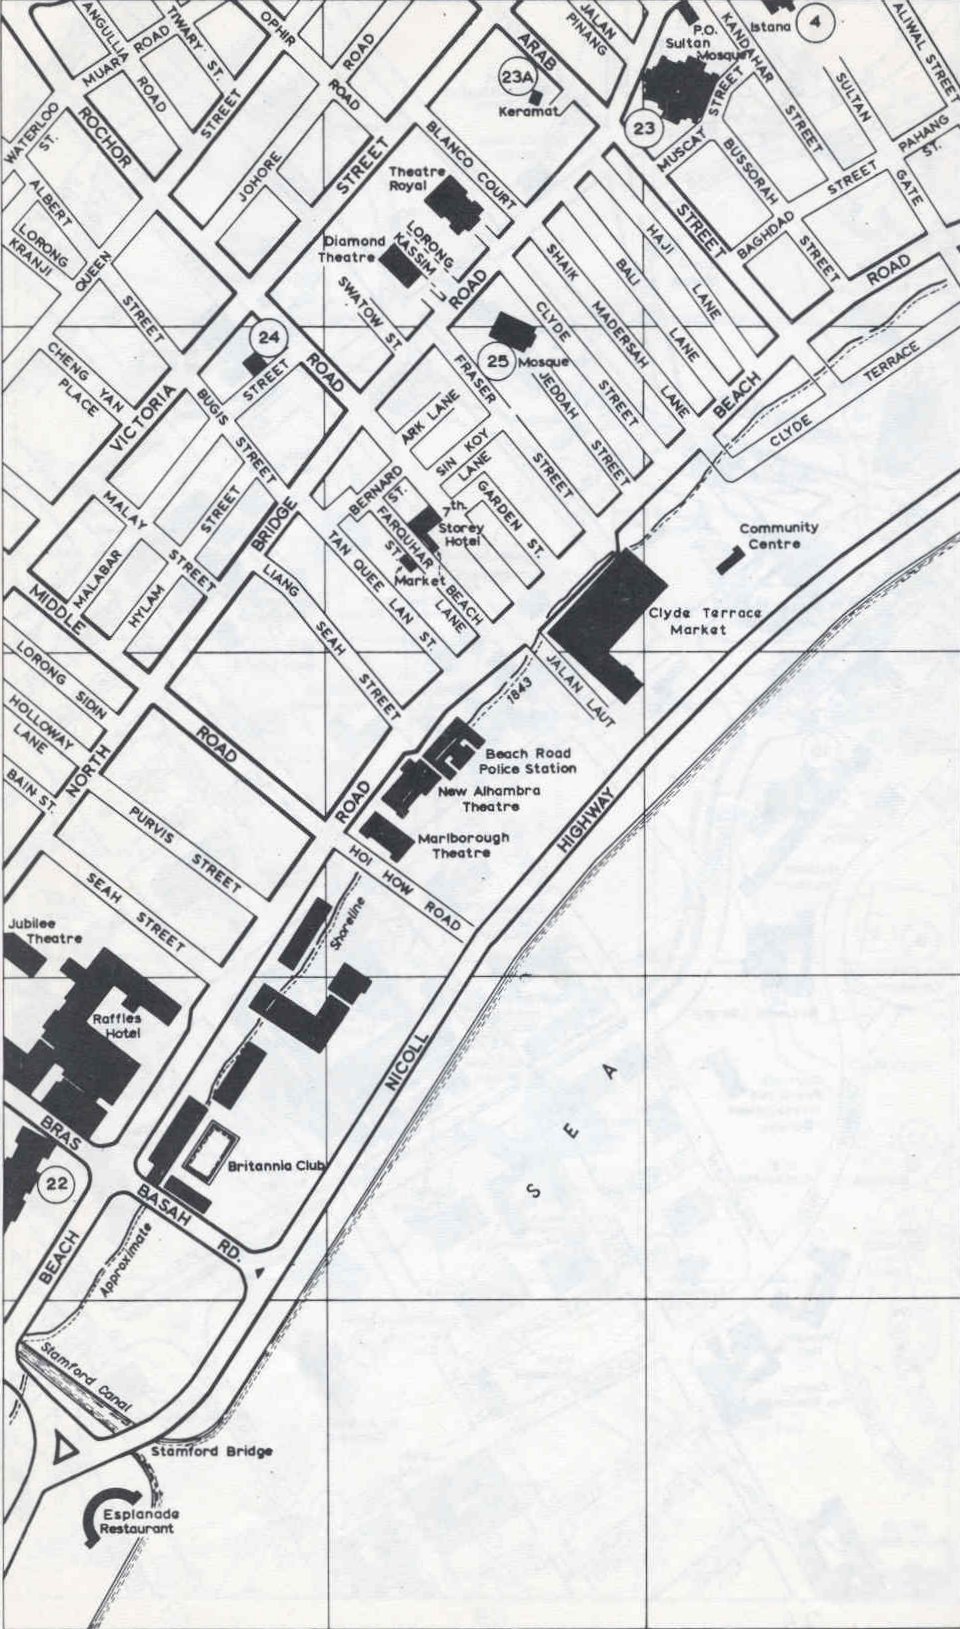 ANGULLIA
ROAD
MUAR
ROAD
TIWARY
ST.
OPHIR
ROAD
ROAD
JALAN
PINANG
ARAB
STREET
P.O.
Istana
4
KANDAHAR
STREET
Sultan
Mosque
ALIWAL STREET
SULTAN
GATE
PAHANG
ST.
23A
Keramat
23
MUSCAT
STREET
BUSSORAH
STREET
BAGHDAD
STREET
WATERLOO
ST.
ROCHOR
ROAD
STREET
JOHORE
STREET
BLANCO COURT
Theatre
Royal
Diamond
Theatre
LORONG
KASSIM
SWATOW ST.
ROAD
ALBERT
LORONG
KRANJI
QUEEN
STREET
HAJI
LANE
BALI
LANE
SHAIK
MADERSAH
LANE
CLYDE
STREET
JEDDAH
STREET
BEACH
ROAD
CLYDE
TERRACE
24
25
Mosque
CHENG YAN
PLACE
VICTORIA
BUGIS
STREET
STREET
FRASER
STREET
ARK LANE
SIN KOY
LANE
GARDEN
ST.
BERNARD
ST.
FARQUHAR
ST.
7th
Storey
Hotel
Market
BEACH
LANE
TAN QUEE LAN ST.
LIANG
SEAH
STREET
BRIDGE
MALAY
STREET
STREET
MALABAR
HYLAM
MIDDLE
ROAD
Community
Centre
Clyde Terrace
Market
JALAN LAUT
1843
LORONG SIDIN
HOLLOWAY
LANE
BAIN ST.
NORTH
PURVIS
STREET
SEAH
STREET
ROAD
Beach Road
Police Station
New Alhambra
Theatre
Marlborough
Theatre
HOI HOW ROAD
HIGHWAY
Jubilee
Theatre
Shoreline
Raffles
Hotel
NICOLL
S E A
BRAS
BASAH
RD.
22
Britannia Club
BEACH
Approximate
Stamford Canal
Stamford Bridge
Esplanade
Restaurant